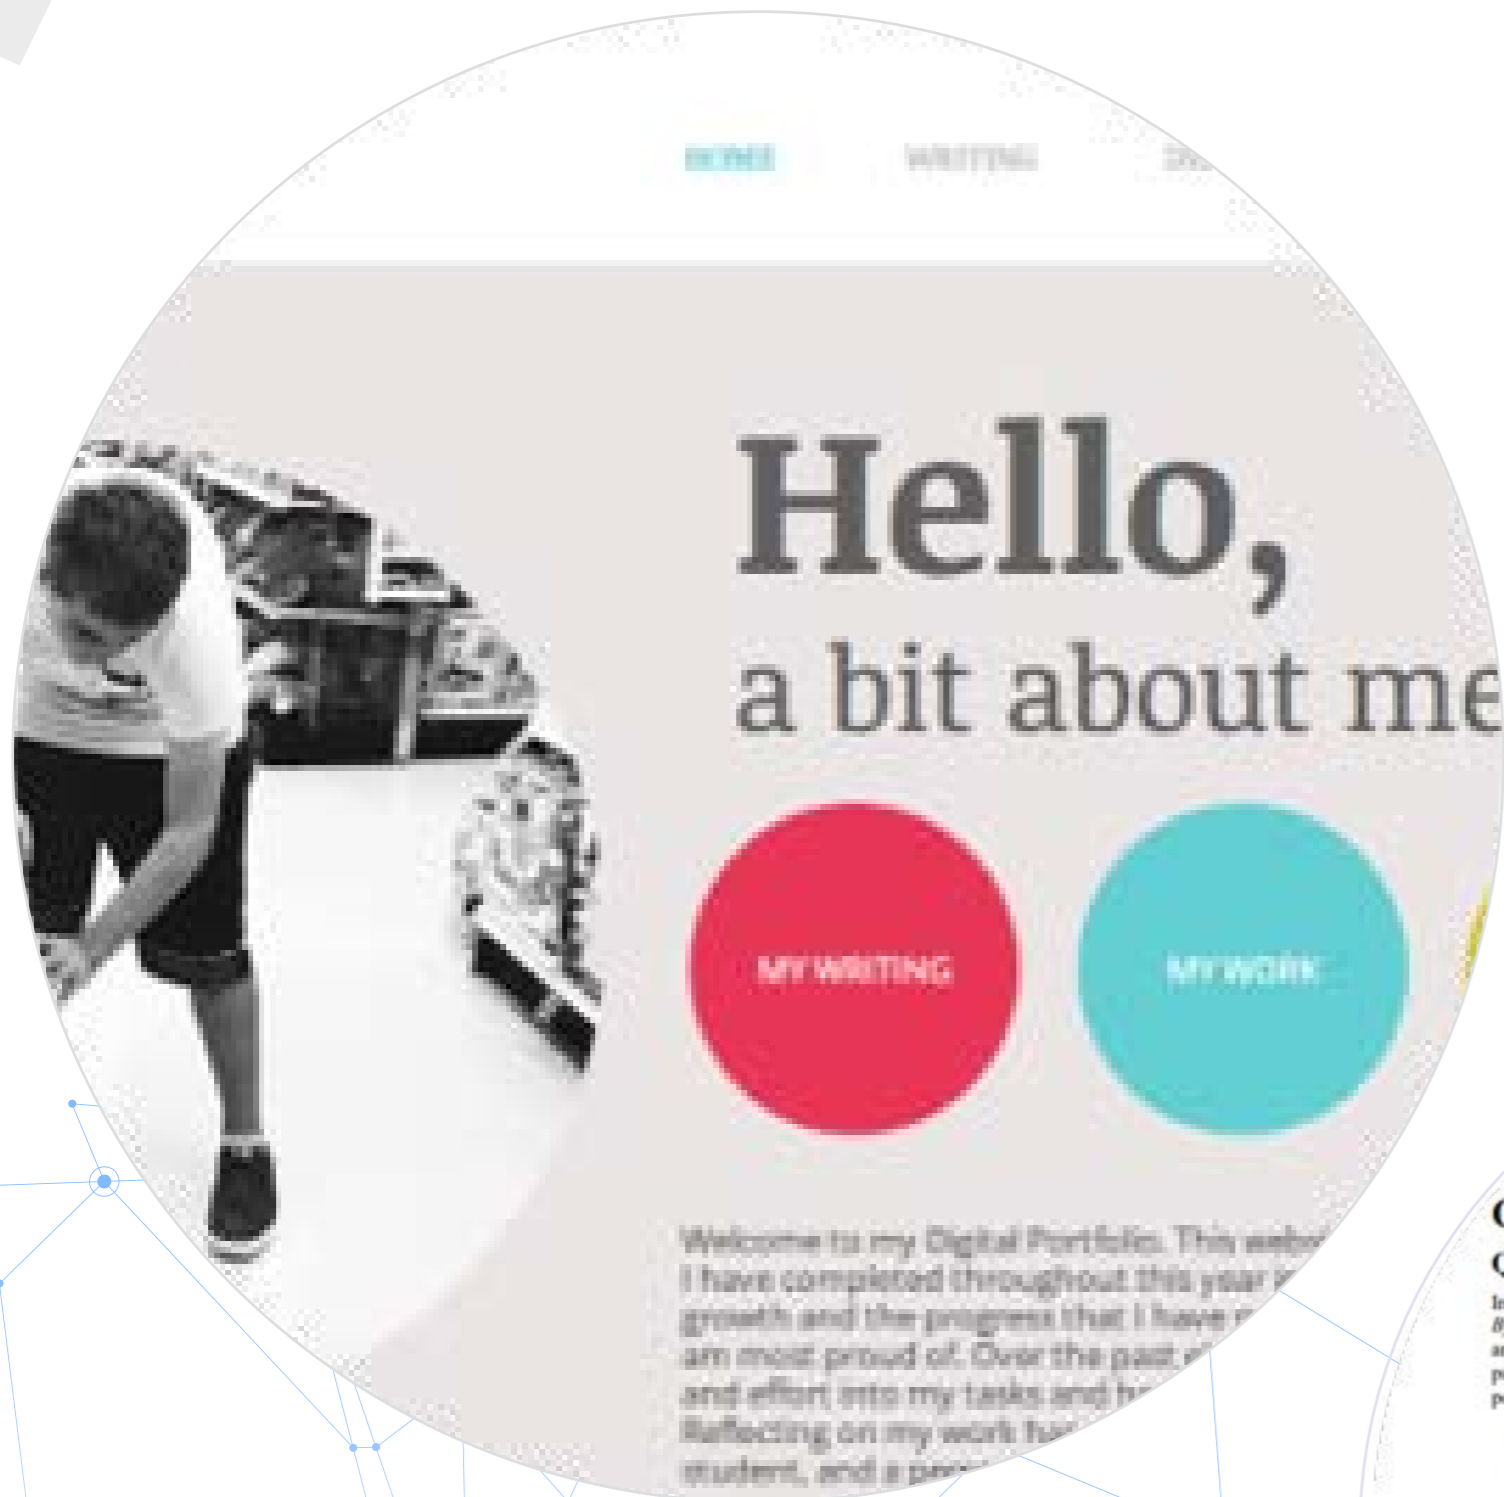 HOME WRITING
Hello,
a bit about me
MY WRITING MY WORK
Welcome to my Digital Portfolio. This
I have completed throughout this year
growth and the progress that I have
am most proud of. Over the past
and effort into my tasks and
Reflecting on my work
student, and a